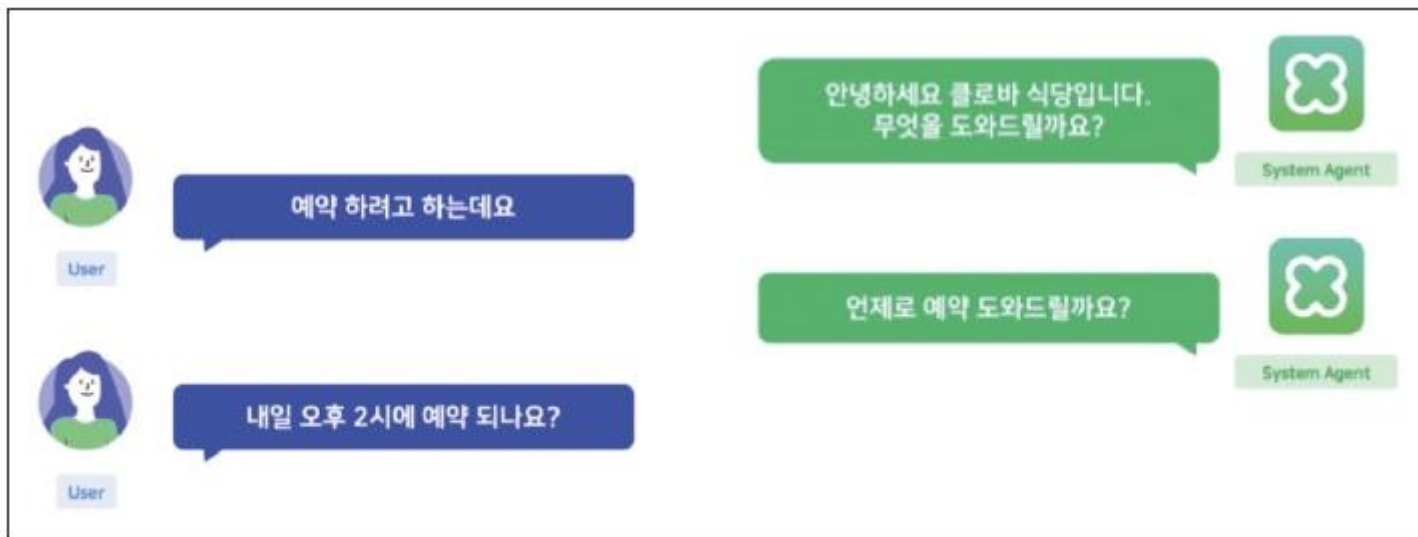 안녕하세요 클로바 식당입니다.
무엇을 도와드릴까요?
System Agent
예약 하려고 하는데요
User
언제로 예약 도와드릴까요?
System Agent
내일 오후 2시에 예약 되나요?
User